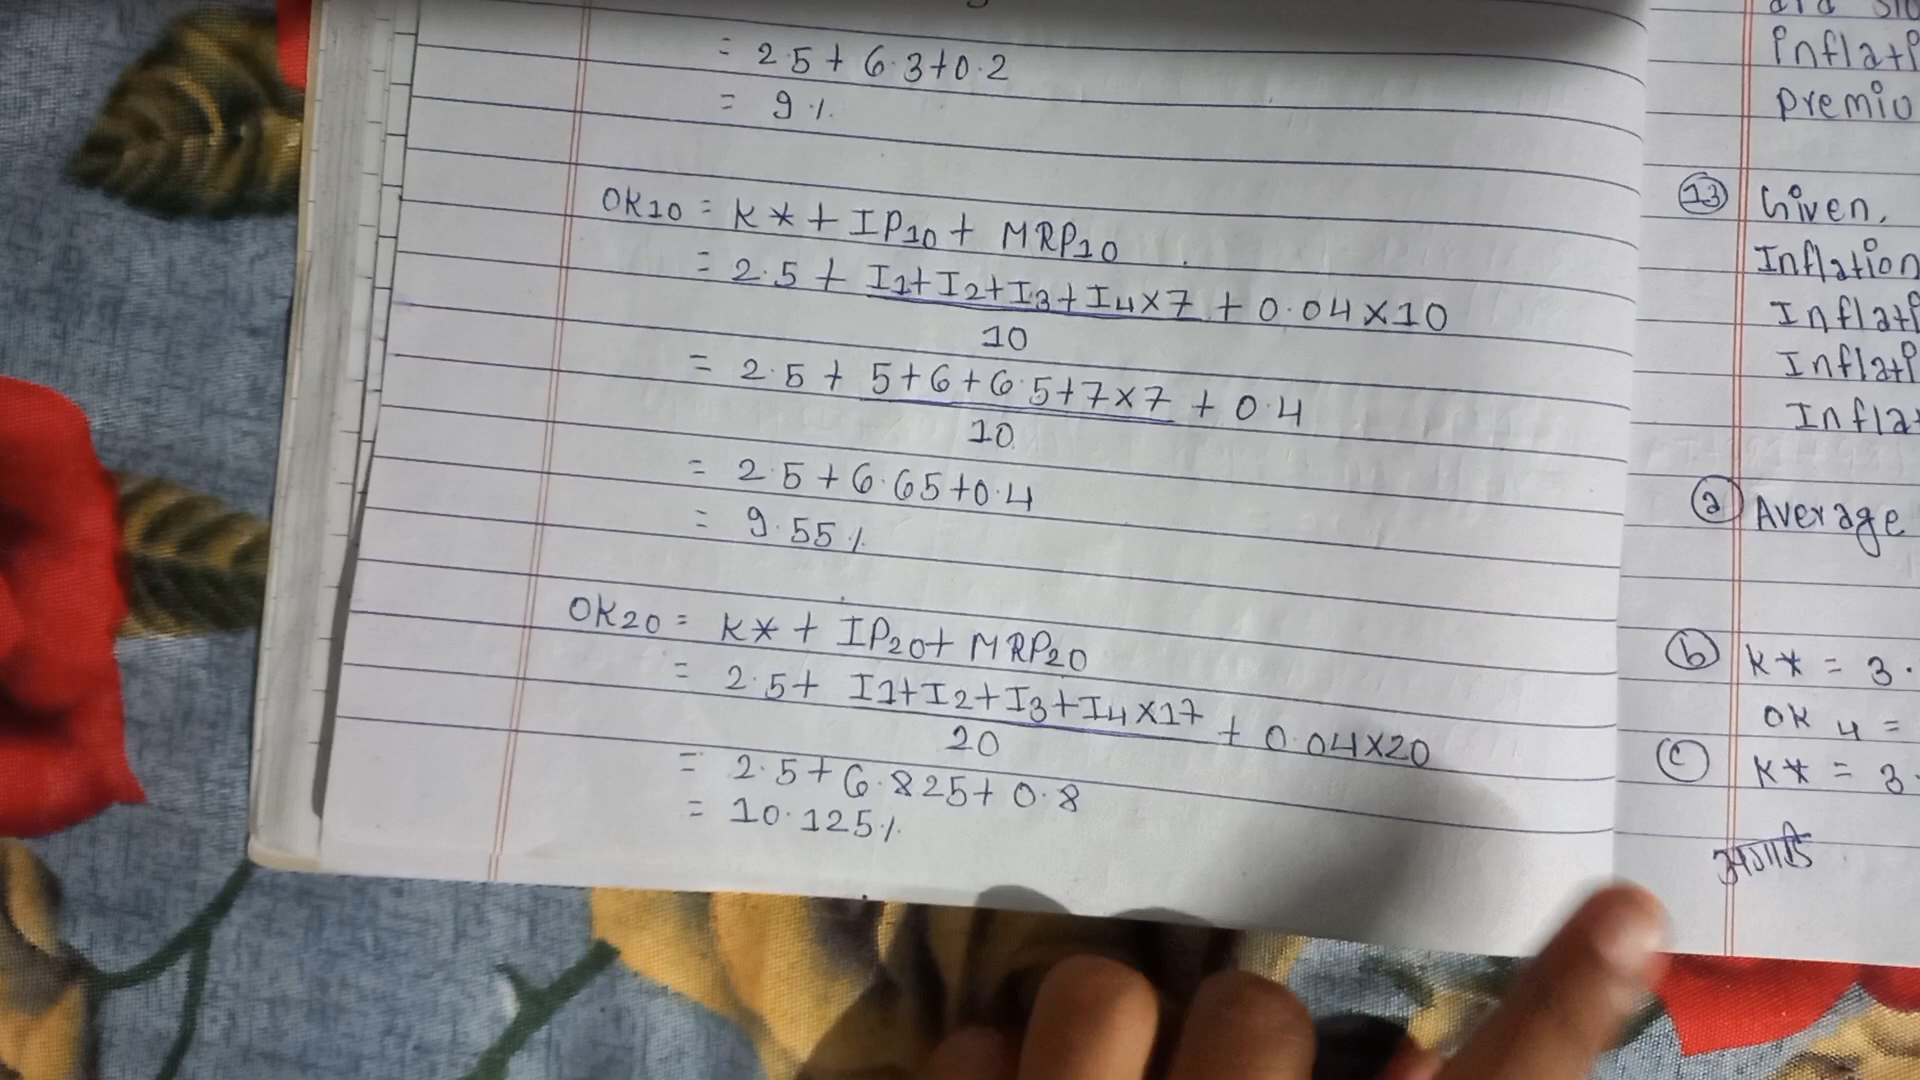 = 2.5 + 6.3 + 0.2
= 9%
OK10 = K* + IP10 + MRP10
= 2.5 + I1 + I2 + I3 + I4 × 7 + 0.04 × 10
10
= 2.5 + 5 + 6 + 6.5 + 7 × 7 + 0.4
10
= 2.5 + 6.65 + 0.4
= 9.55%
OK20 = K* + IP20 + MRP20
= 2.5 + I1 + I2 + I3 + I4 × 17 + 0.04 × 20
20
= 2.5 + 6.825 + 0.8
= 10.125%
Inflati
Premiu
13 Given,
Inflation
Inflati
Inflati
Inflat
a Average
b K* = 3.
OK4 =
c K* = 3.